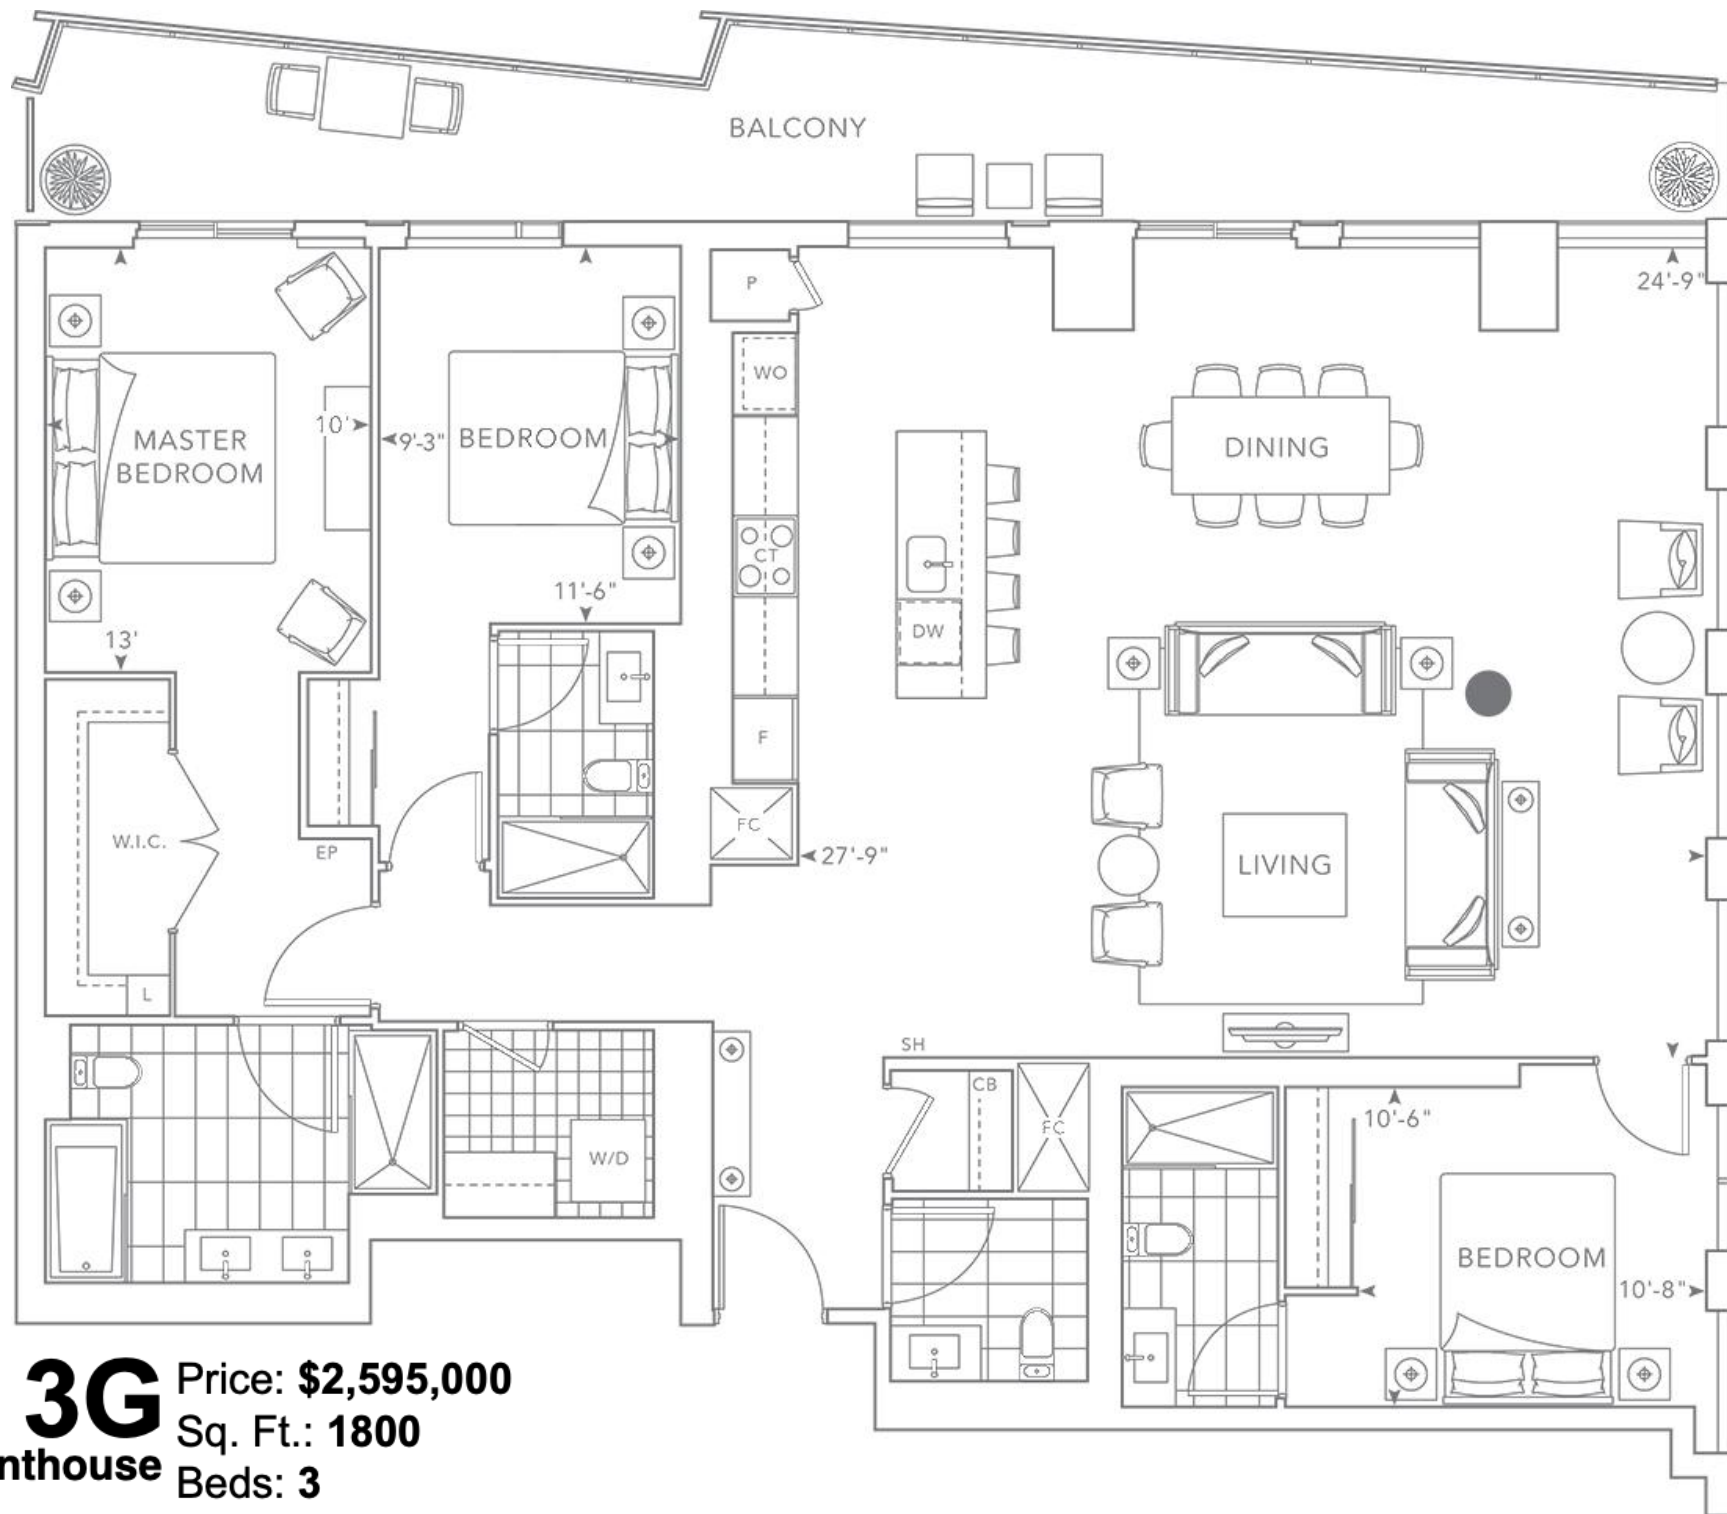 BALCONY
P
24'-9"
WO
10'
MASTER
BEDROOM
9'-3"
BEDROOM
DINING
CT
11'-6"
13'
DW
F
FC
W.I.C.
EP
27'-9"
LIVING
L
SH
CB
FC
10'-6"
W/D
BEDROOM
10'-8"
3G
nthouse
Price: $2,595,000
Sq. Ft.: 1800
Beds: 3